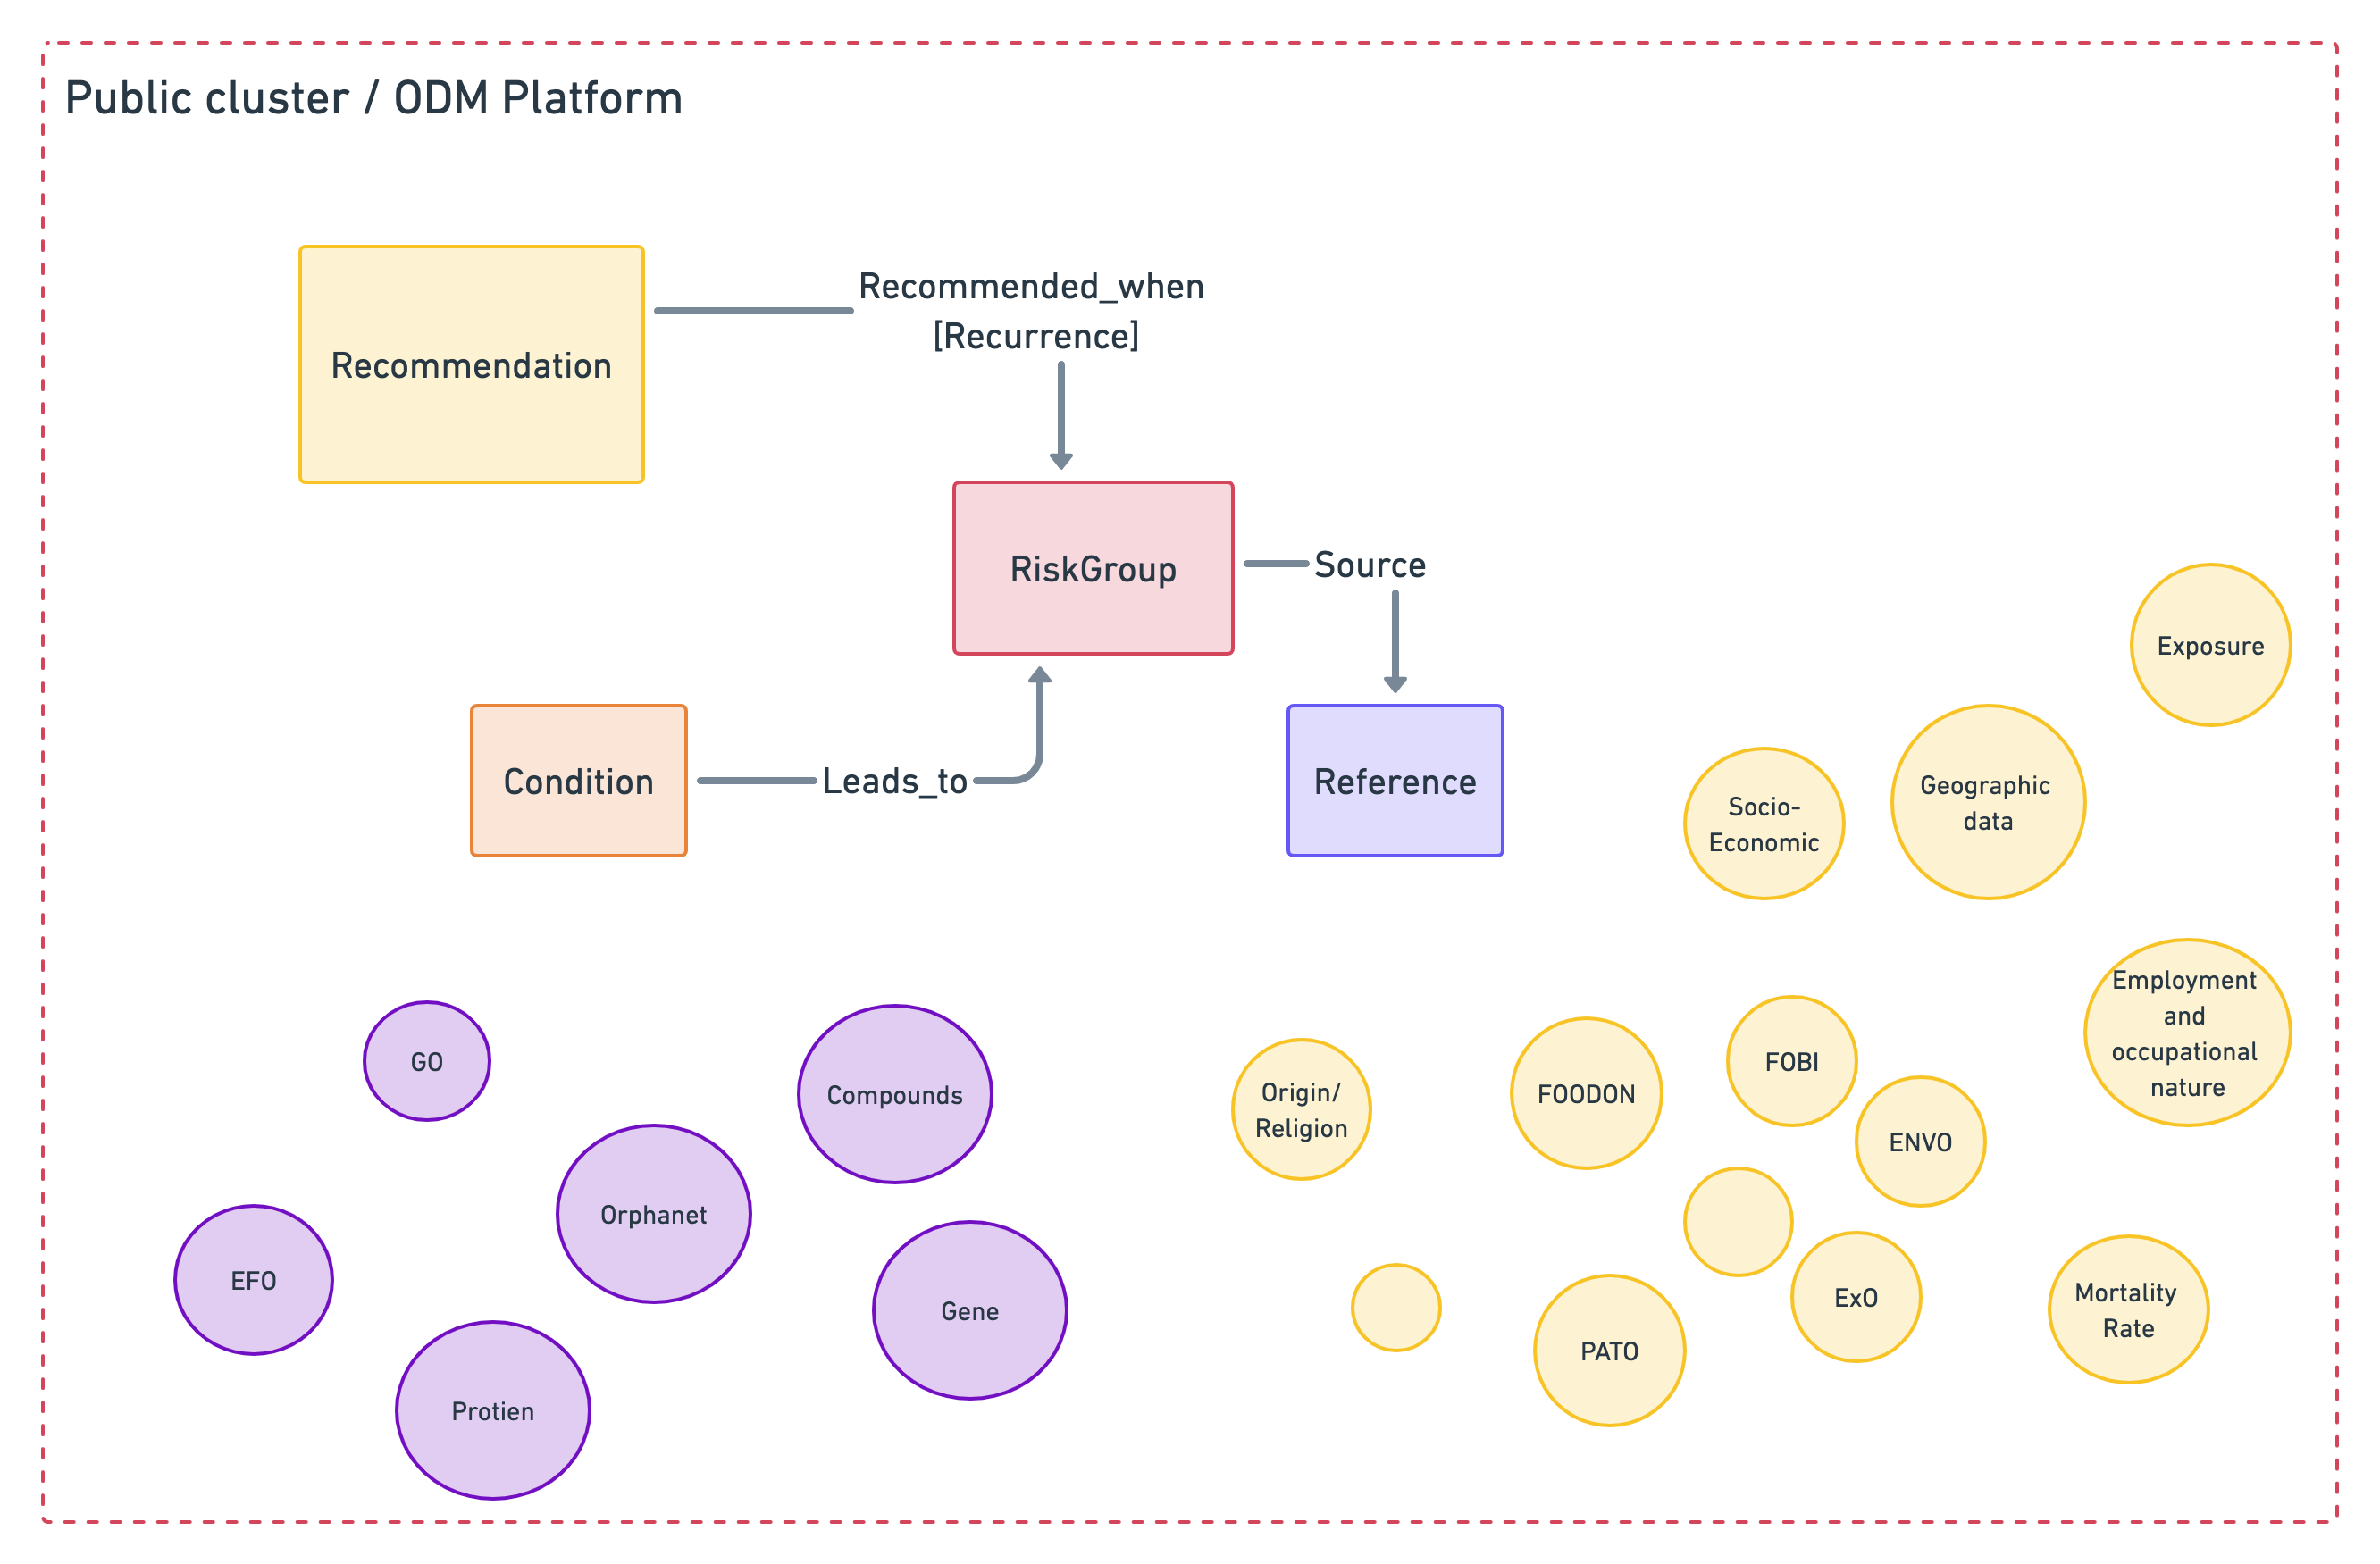 Public cluster / ODM Platform
Recommended_when
[Recurrence]
Recommendation
RiskGroup
Source
Condition
Leads_to
Reference
Exposure
Geographic
data
Socio-
Economic
Employment
and
occupational
nature
GO
Compounds
Orphanet
EFO
Gene
Protien
Origin/
Religion
FOODON
FOBI
ENVO
ExO
PATO
Mortality
Rate